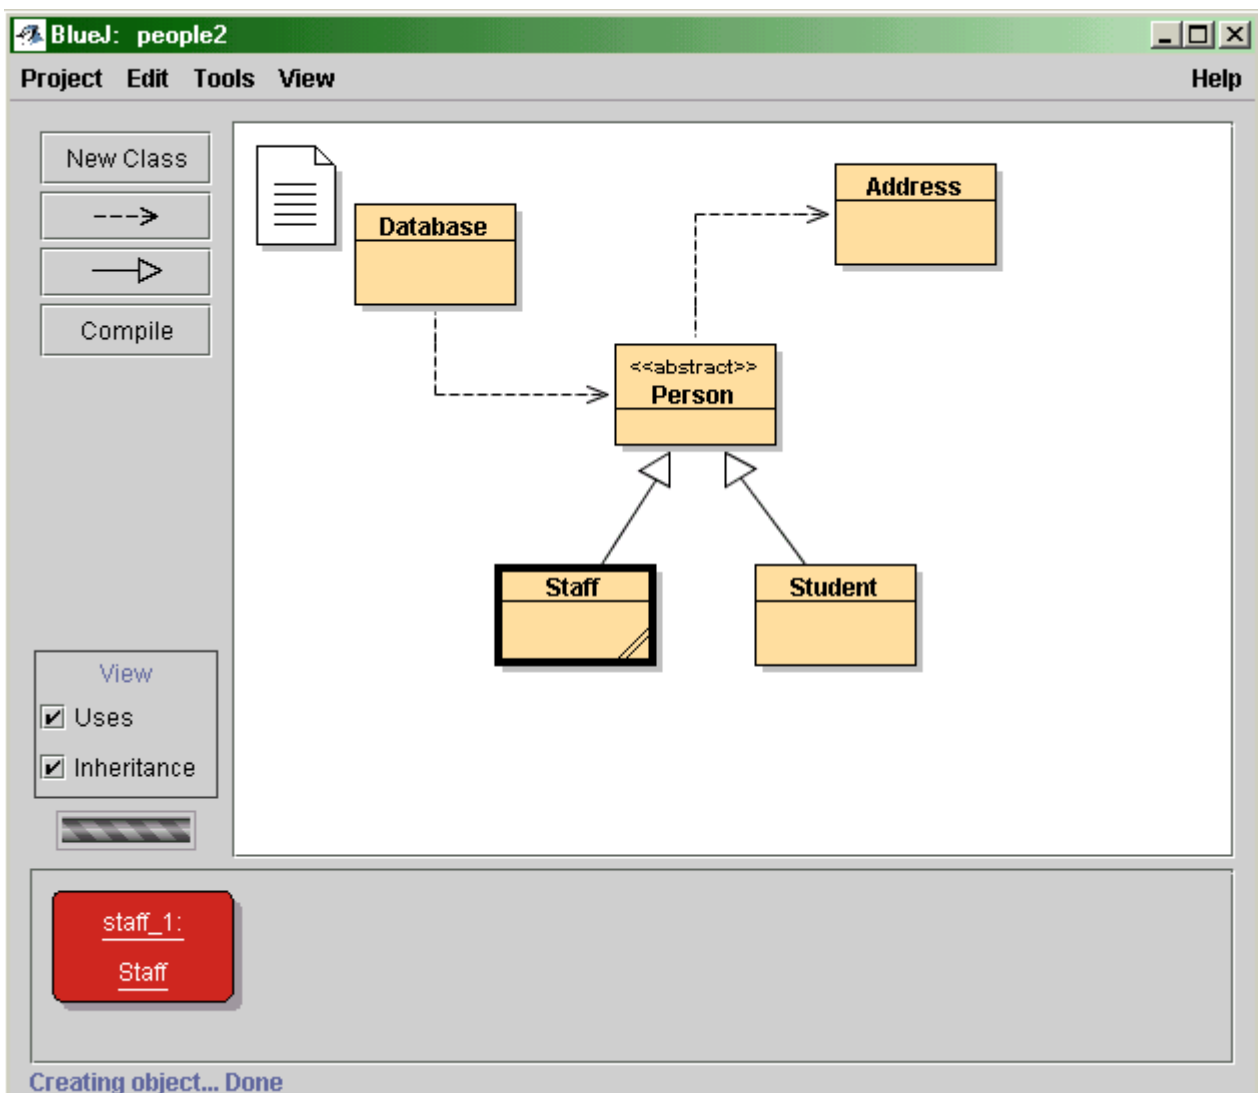 BlueJ: people2
Project Edit Tools View Help
New Class
Compile
Database
Address
<<abstract>>
Person
Staff
Student
View
Uses
Inheritance
staff_1:
Staff
Creating object... Done